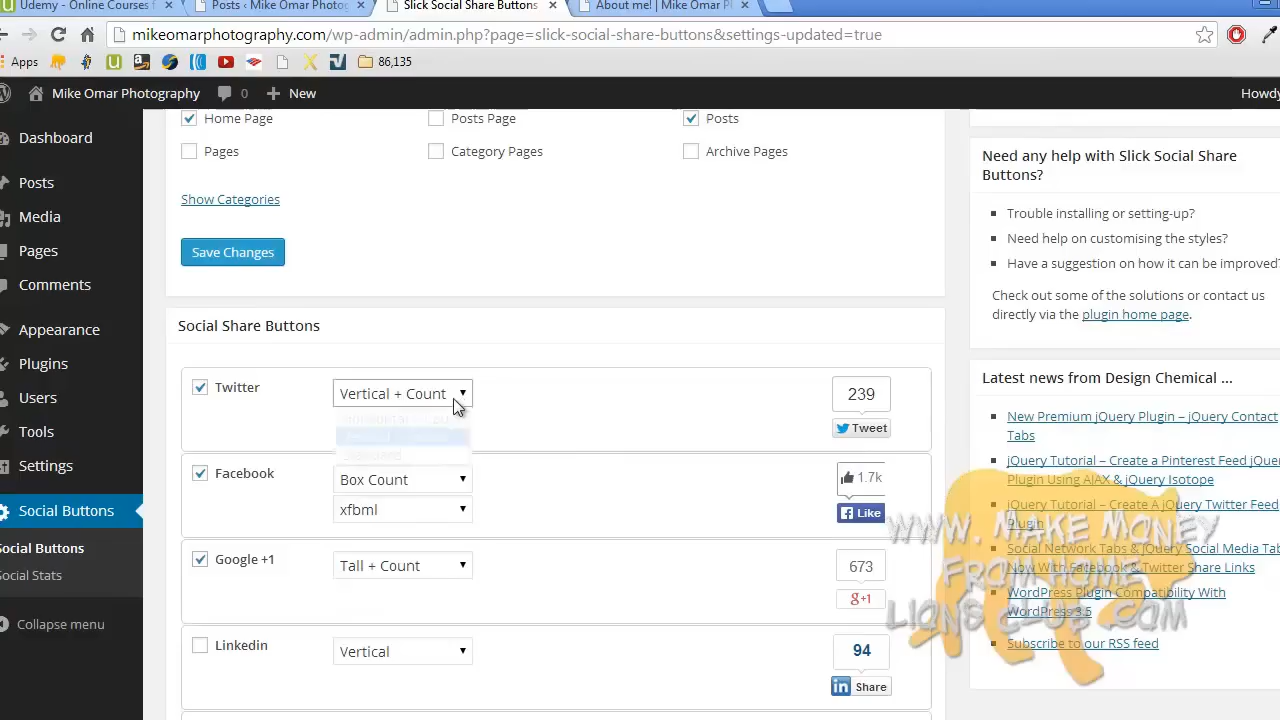 Udemy - Online Courses f
Posts ‹ Mike Omar Photog
Slick Social Share Buttons
About me! | Mike Omar P
mikeomarphotography.com/wp-admin/admin.php?page=slick-social-share-buttons&settings-updated=true
Apps
86,135
Mike Omar Photography
0
New
Howdy
Dashboard
Posts
Media
Pages
Comments
Appearance
Plugins
Users
Tools
Settings
Social Buttons
Social Buttons
Social Stats
Collapse menu
Home Page
Posts Page
Posts
Pages
Category Pages
Archive Pages
Show Categories
Save Changes
Social Share Buttons
Twitter
Vertical + Count
239
Tweet
Facebook
Box Count
xfbml
1.7k
Like
Google +1
Tall + Count
673
g+1
Linkedin
Vertical
94
in Share
Need any help with Slick Social Share
Buttons?
Trouble installing or setting-up?
Need help on customising the styles?
Have a suggestion on how it can be improved?
Check out some of the solutions or contact us
directly via the plugin home page.
Latest news from Design Chemical ...
New Premium jQuery Plugin – jQuery Contact
Tabs
jQuery Tutorial – Create a Pinterest Feed jQuer
Plugin Using AJAX & jQuery Isotope
jQuery Tutorial – Create A jQuery Twitter Feed
Plugin
Social Network Tabs & jQuery Social Media Tab
Now With Facebook & Twitter Share Links
WordPress Plugin Compatibility With
WordPress 3.5
Subscribe to our RSS feed
WWW. MAKE MONEY
FROM HOME
LIONS CLUB. COM